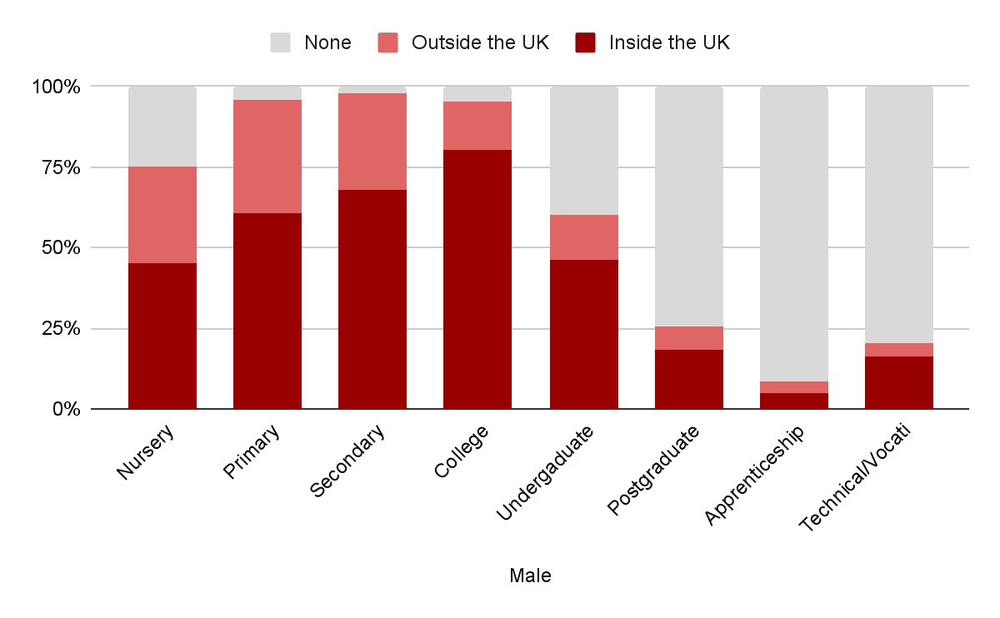 None Outside the UK Inside the UK
100%
75%
50%
25%
0%
Nursery
Primary
Secondary
College
Undergaduate
Postgraduate
Apprenticeship
Technical/Vocati
Male